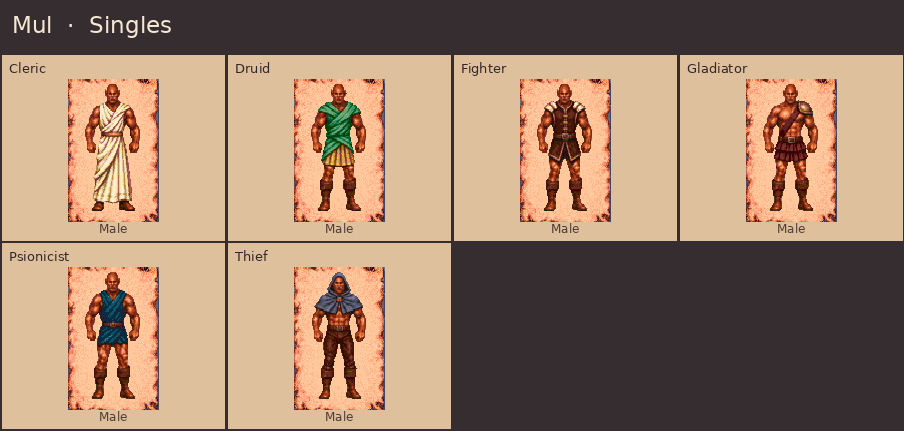 Mul · Singles
Cleric
Druid
Fighter
Gladiator
Male
Male
Male
Male
Psionicist
Thief
Male
Male